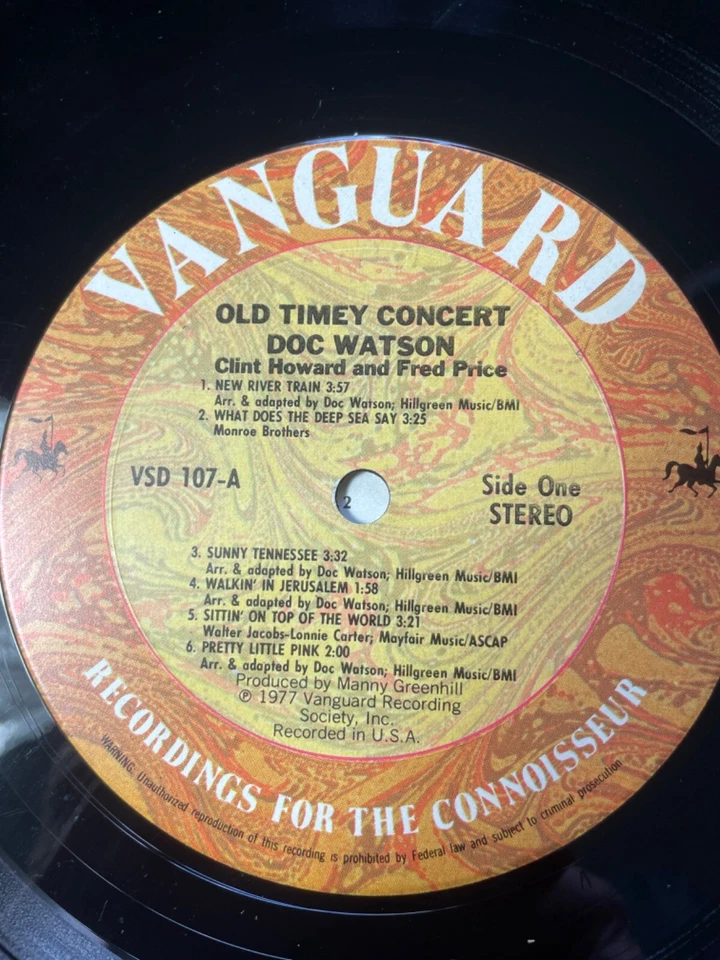 VANGUARD
OLD TIMEY CONCERT
DOC WATSON
Clint Howard and Fred Price
1. NEW RIVER TRAIN 3:57
Arr. & adapted by Doc Watson; Hillgreen Music/BMI
2. WHAT DOES THE DEEP SEA SAY 3:25
Monroe Brothers
VSD 107-A
2
Side One
STEREO
3. SUNNY TENNESSEE 3:32
Arr. & adapted by Doc Watson; Hillgreen Music/BMI
4. WALKIN' IN JERUSALEM 1:58
Arr. & adapted by Doc Watson; Hillgreen Music/BMI
5. SITTIN' ON TOP OF THE WORLD 3:21
Walter Jacobs-Lonnie Carter; Mayfair Music/ASCAP
6. PRETTY LITTLE PINK 2:00
Arr. & adapted by Doc Watson; Hillgreen Music/BMI
Produced by Manny Greenhill
℗ 1977 Vanguard Recording
Society, Inc.
Recorded in U.S.A.
RECORDINGS FOR THE CONNOISSEUR
WARNING: Unauthorized reproduction of this recording is prohibited by Federal law and subject to criminal prosecution